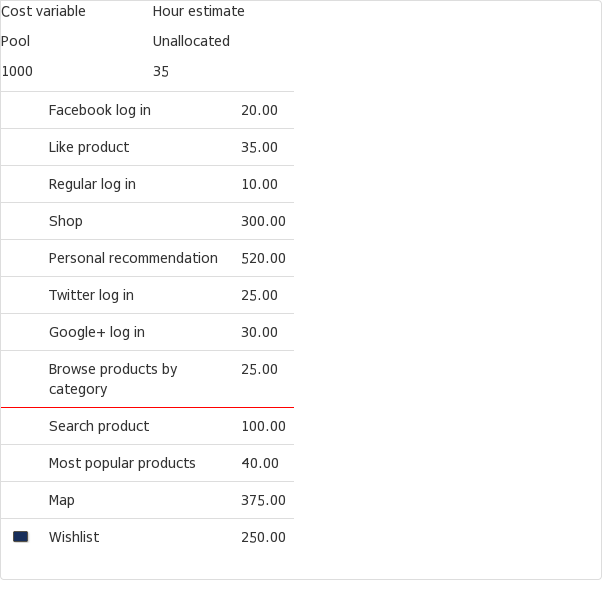 Cost variable Hour estimate
Pool Unallocated
1000 35
Facebook log in 20.00
Like product 35.00
Regular log in 10.00
Shop 300.00
Personal recommendation 520.00
Twitter log in 25.00
Google+ log in 30.00
Browse products by 25.00
category
Search product 100.00
Most popular products 40.00
Map 375.00
Wishlist 250.00